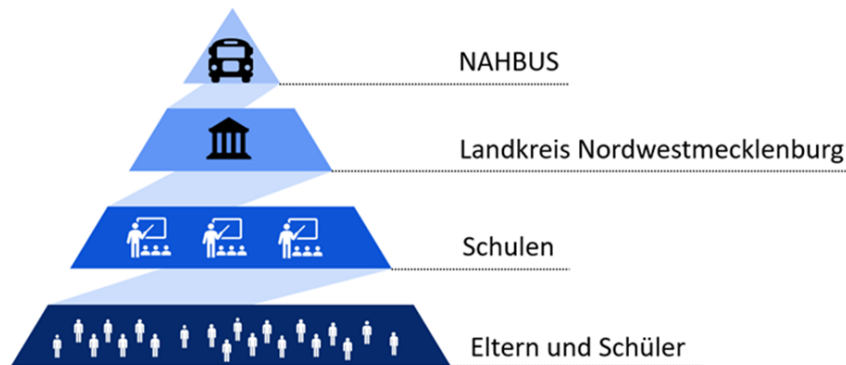 NAHBUS
Landkreis Nordwestmecklenburg
Schulen
Eltern und Schüler